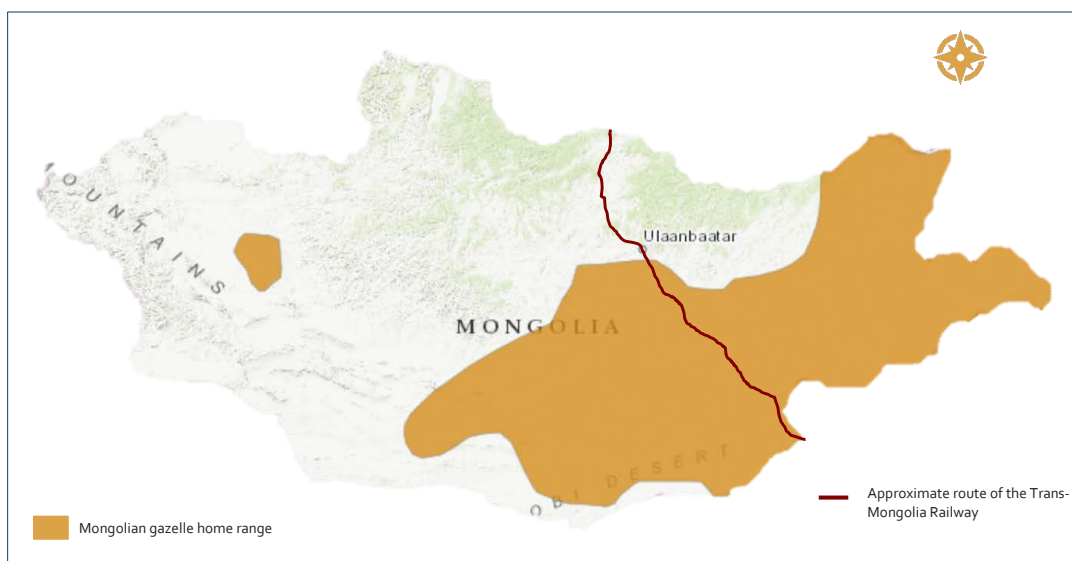 Ulaanbaatar
OUNTAINS
MONGOLIA
OBI DESERT
Approximate route of the Trans-
Mongolia Railway
Mongolian gazelle home range